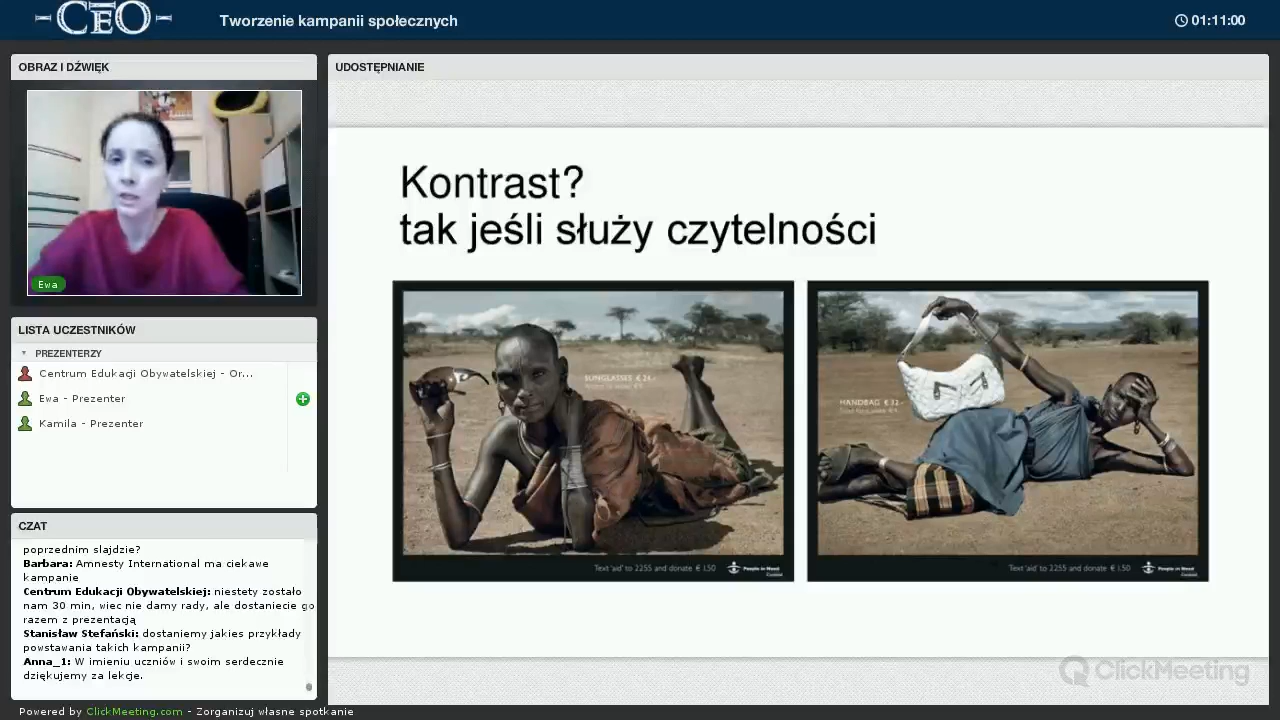 CEO
Tworzenie kampanii społecznych
01:11:00
OBRAZ I DŹWIĘK
Ewa
LISTA UCZESTNIKÓW
PREZENTERZY
Centrum Edukacji Obywatelskiej - Or...
Ewa - Prezenter
Kamila - Prezenter
CZAT
poprzednim slajdzie?
Barbara: Amnesty International ma ciekawe
kampanie
Centrum Edukacji Obywatelskiej: niestety zostało
nam 30 min, wiec nie damy rady, ale dostaniecie go
razem z prezentacją
Stanisław Stefański: dostaniemy jakies przykłady
powstawania takich kampanii?
Anna_1: W imieniu uczniów i swoim serdecznie
dziękujemy za lekcje.
Powered by ClickMeeting.com - Zorganizuj własne spotkanie
UDOSTĘPNIANIE
Kontrast?
tak jeśli służy czytelności
SUNGLASSES € 24.-
Text 'aid' to 2255 and donate € 1.50
People in Need
HANDBAG € 32.-
Text 'aid' to 2255 and donate € 1.50
People in Need
ClickMeeting